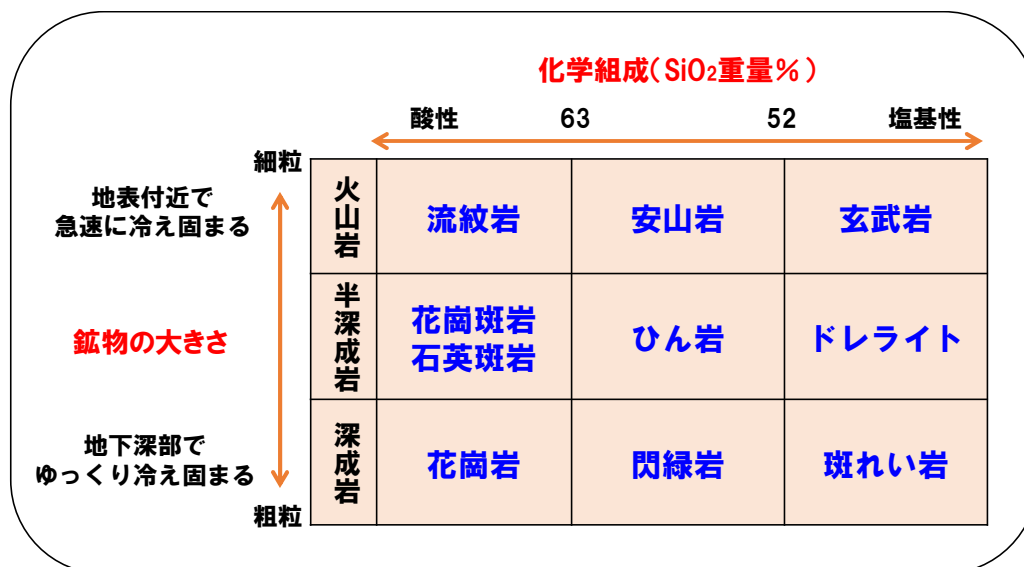 化学組成(SiO₂重量%)
酸性 63 52 塩基性
細粒
地表付近で
急速に冷え固まる
火山岩
流紋岩 安山岩 玄武岩
鉱物の大きさ
半深成岩
花崗斑岩
石英斑岩
ひん岩 ドレライト
地下深部で
ゆっくり冷え固まる
深成岩
花崗岩 閃緑岩 斑れい岩
粗粒